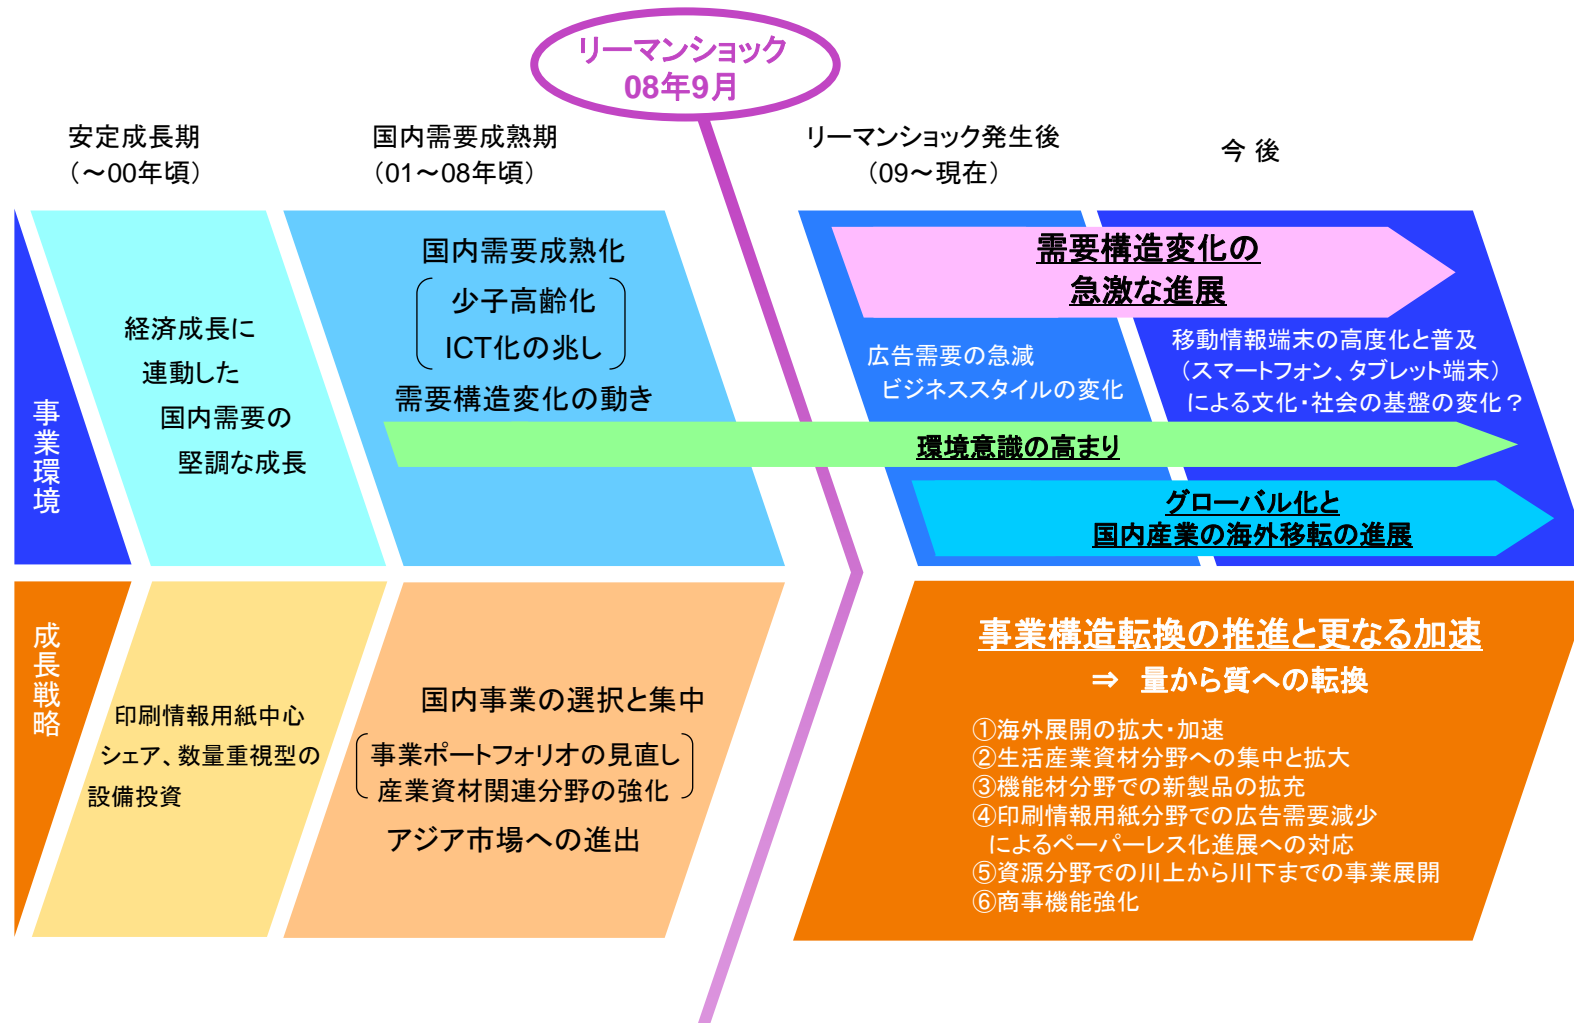 リーマンショック
08年9月
安定成長期
（～00年頃）
国内需要成熟期
（01～08年頃）
リーマンショック発生後
（09～現在）
今 後
事業環境
経済成長に
連動した
国内需要の
堅調な成長
国内需要成熟化
少子高齢化
ICT化の兆し
需要構造変化の動き
需要構造変化の
急激な進展
広告需要の急減
ビジネススタイルの変化
移動情報端末の高度化と普及
（スマートフォン、タブレット端末）
による文化・社会の基盤の変化？
環境意識の高まり
グローバル化と
国内産業の海外移転の進展
成長戦略
印刷情報用紙中心
シェア、数量重視型の
設備投資
国内事業の選択と集中
事業ポートフォリオの見直し
産業資材関連分野の強化
アジア市場への進出
事業構造転換の推進と更なる加速
⇒ 量から質への転換
①海外展開の拡大・加速
②生活産業資材分野への集中と拡大
③機能材分野での新製品の拡充
④印刷情報用紙分野での広告需要減少
によるペーパーレス化進展への対応
⑤資源分野での川上から川下までの事業展開
⑥商事機能強化